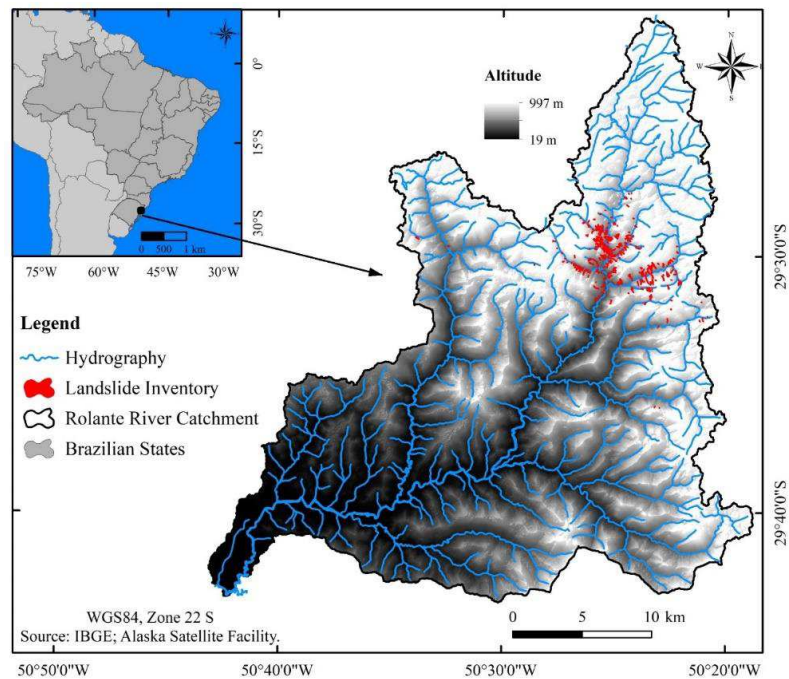 N
0°
15°S
30°S
0 500 1 km
75°W 60°W 45°W 30°W
Altitude
997 m
19 m
N
W
S
29°30'0"S
29°40'0"S
Legend
Hydrography
Landslide Inventory
Rolante River Catchment
Brazilian States
WGS84, Zone 22 S
Source: IBGE; Alaska Satellite Facility.
0 5 10 km
50°50'0"W 50°40'0"W 50°30'0"W 50°20'0"W